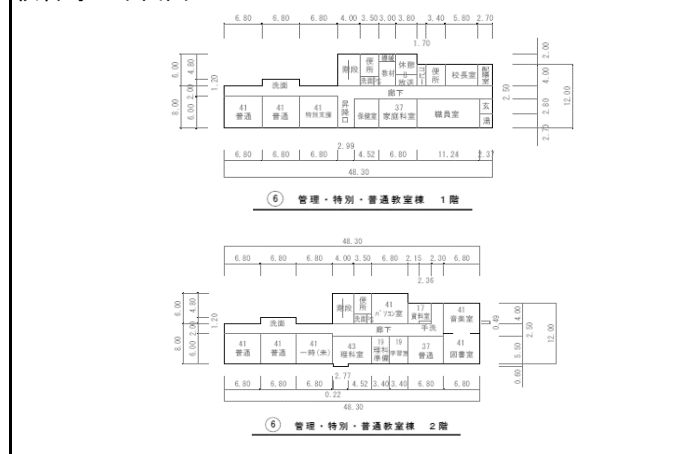 6.80 6.80 6.80 4.00 3.50 3.00 3.80 3.40 5.80 2.70
1.70
6.00 4.80 1.20 2.00 8.00 6.00
階段 便所 洗面 教材 休憩 放送 コピー 便所 校長室 配膳室
洗面 廊下
41 普通 41 普通 41 特別支援 昇降口 保健室 37 家庭科室 職員室 玄 湯
2.00 4.00 2.50 2.80 2.70 12.00
2.99
6.80 6.80 6.80 4.52 6.80 11.24 2.37
48.30
⑥ 管理・特別・普通教室棟 1階
48.30
6.80 6.80 6.80 4.00 3.50 6.80 2.15 2.30 6.80
2.36
6.00 4.80 1.20 2.00 8.00 6.00
階段 便所 洗面 41 パソコン室 17 資料室 41 音楽室
洗面 廊下 手洗
41 普通 41 普通 41 一時(未) 43 理科室 19 理科準備 19 学習室 37 普通 41 図書室
0.49 4.00 2.50 5.50 0.60 12.00
2.77
6.80 6.80 6.80 4.52 3.40 3.40 6.80 6.80
0.22
48.30
⑥ 管理・特別・普通教室棟 2階